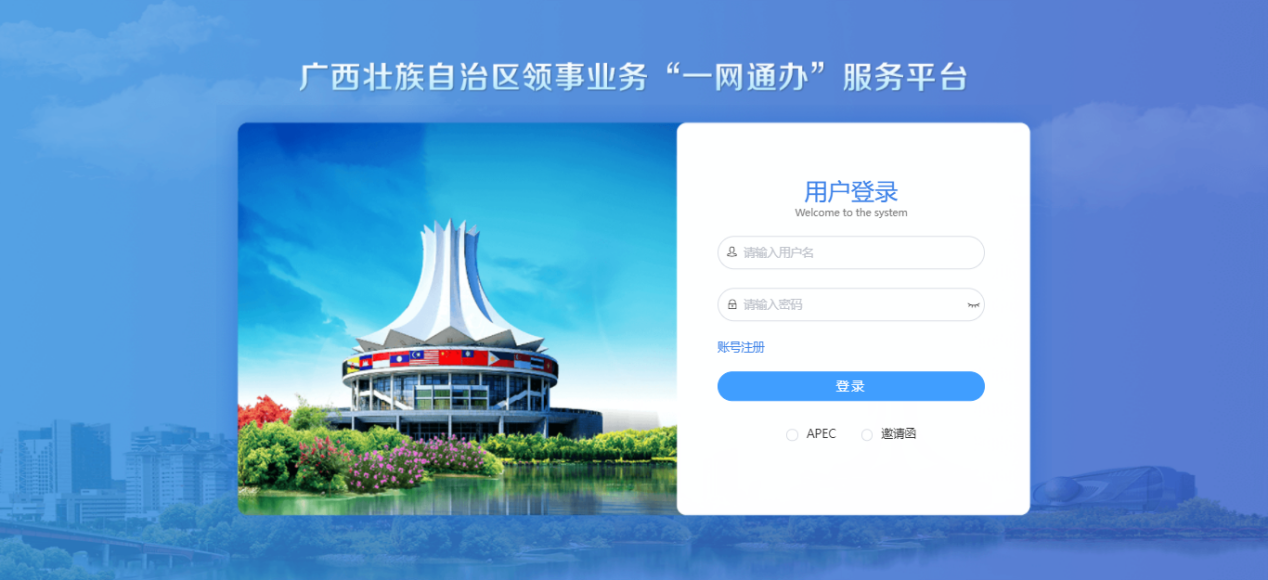 广西壮族自治区领事业务“一网通办”服务平台
用户登录
Welcome to the system
请输入用户名
请输入密码
账号注册
登录
APEC 邀请函